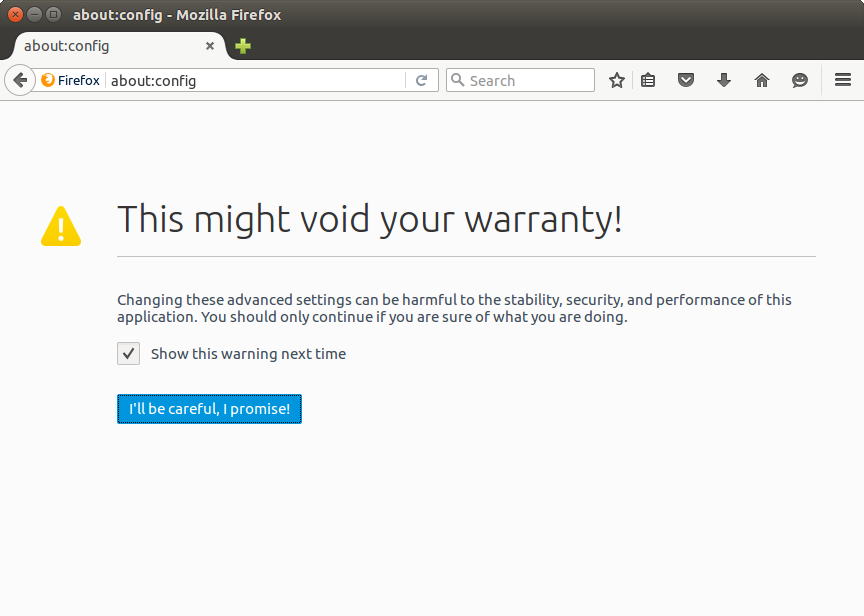 about:config - Mozilla Firefox
about:config
Firefox about:config Search
This might void your warranty!
Changing these advanced settings can be harmful to the stability, security, and performance of this
application. You should only continue if you are sure of what you are doing.
Show this warning next time
I'll be careful, I promise!